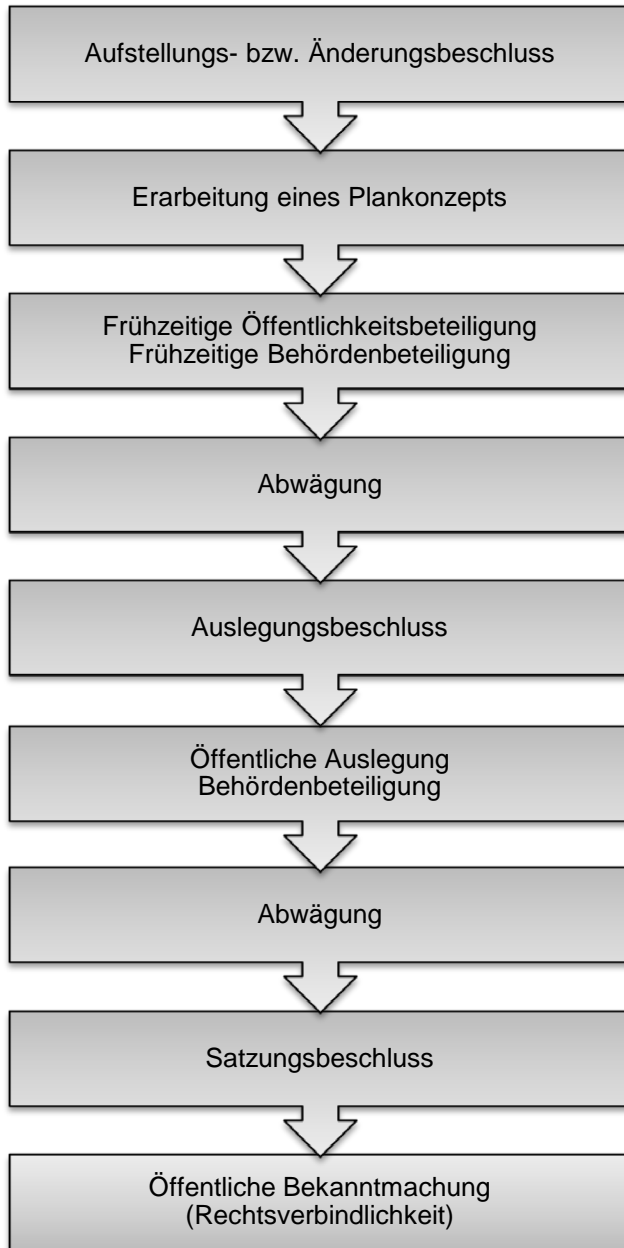 Aufstellungs- bzw. Änderungsbeschluss
Erarbeitung eines Plankonzepts
Frühzeitige Öffentlichkeitsbeteiligung
Frühzeitige Behördenbeteiligung
Abwägung
Auslegungsbeschluss
Öffentliche Auslegung
Behördenbeteiligung
Abwägung
Satzungsbeschluss
Öffentliche Bekanntmachung
(Rechtsverbindlichkeit)